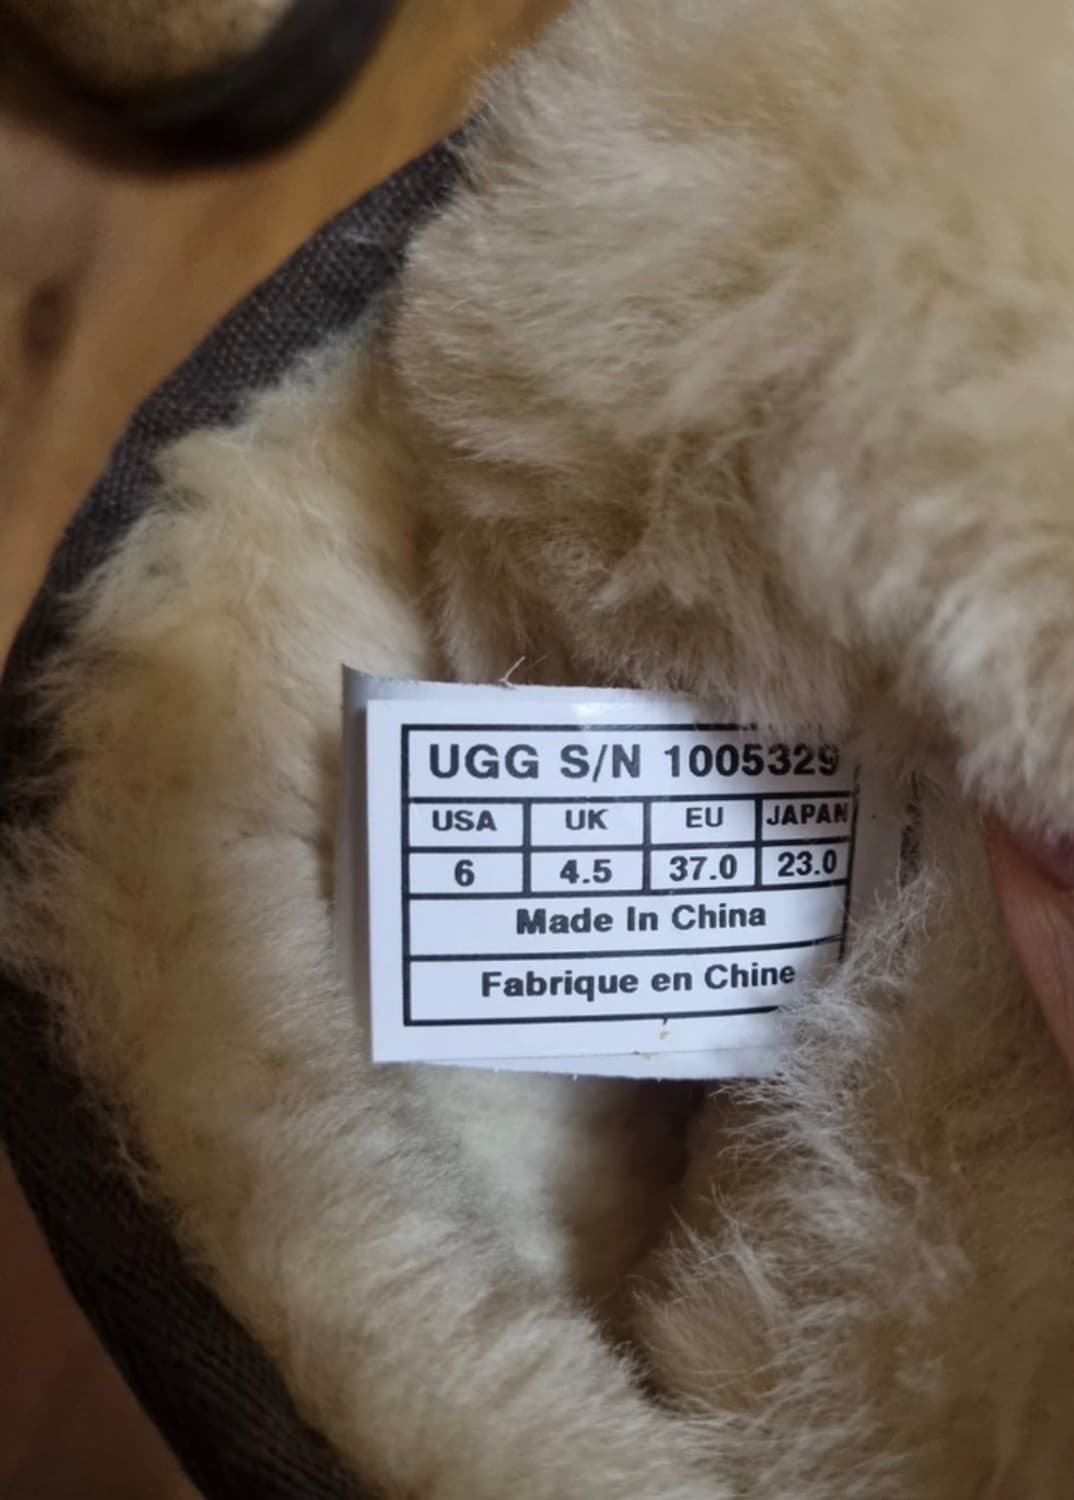 UGG S/N 1005329
USA UK EU JAPAN
6 4.5 37.0 23.0
Made In China
Fabrique en Chine